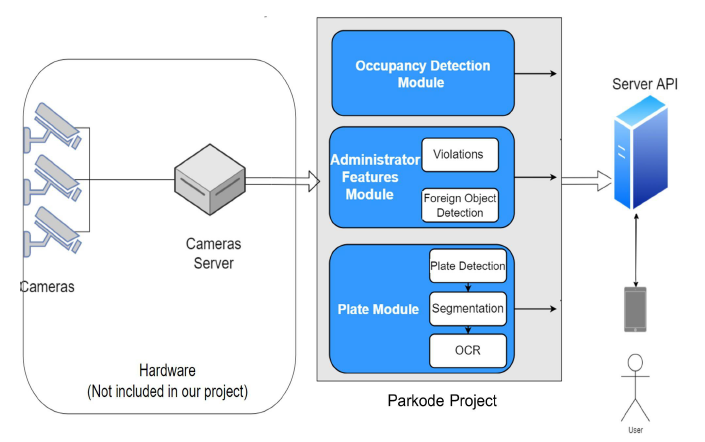 Occupancy Detection
Module
Server API
Administrator
Features
Module
Violations
Foreign Object
Detection
Cameras
Server
Cameras
Plate Module
Plate Detection
Segmentation
OCR
Hardware
(Not included in our project)
Parkode Project
User